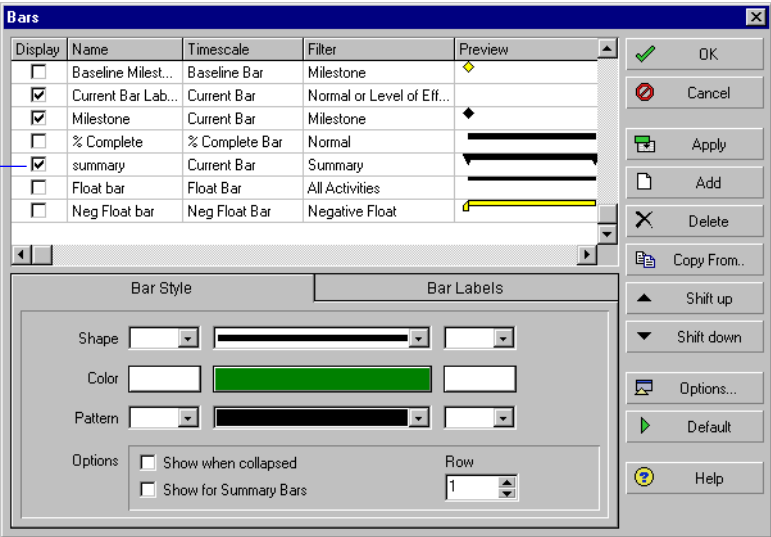 Bars
Display Name Timescale Filter Preview
Baseline Milest... Baseline Bar Milestone
Current Bar Lab... Current Bar Normal or Level of Eff...
Milestone Current Bar Milestone
% Complete % Complete Bar Normal
summary Current Bar Summary
Float bar Float Bar All Activities
Neg Float bar Neg Float Bar Negative Float
OK
Cancel
Apply
Add
Delete
Copy From..
Shift up
Shift down
Options...
Default
Help
Bar Style Bar Labels
Shape
Color
Pattern
Options Show when collapsed Row
Show for Summary Bars 1